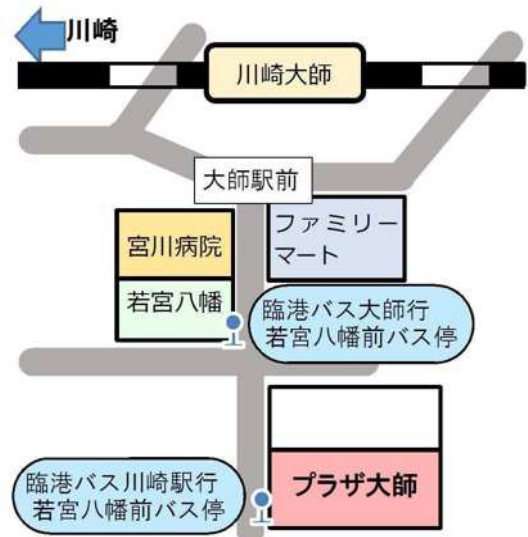 川崎
川崎大師
大師駅前
宮川病院
ファミリー
マート
若宮八幡
臨港バス大師行
若宮八幡前バス停
プラザ大師
臨港バス川崎駅行
若宮八幡前バス停